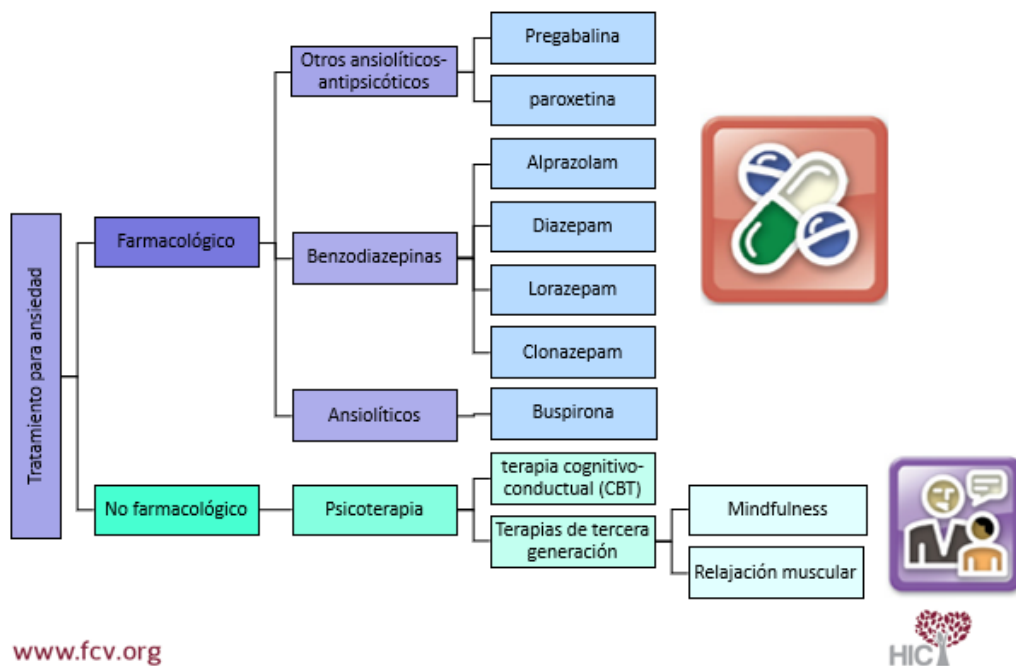 Tratamiento para ansiedad
Farmacológico
Otros ansiolíticos-
antipsicóticos
Pregabalina
paroxetina
Benzodiazepinas
Alprazolam
Diazepam
Lorazepam
Clonazepam
Ansiolíticos
Buspirona
No farmacológico
Psicoterapia
terapia cognitivo-
conductual (CBT)
Terapias de tercera
generación
Mindfulness
Relajación muscular
www.fcv.org
HIC